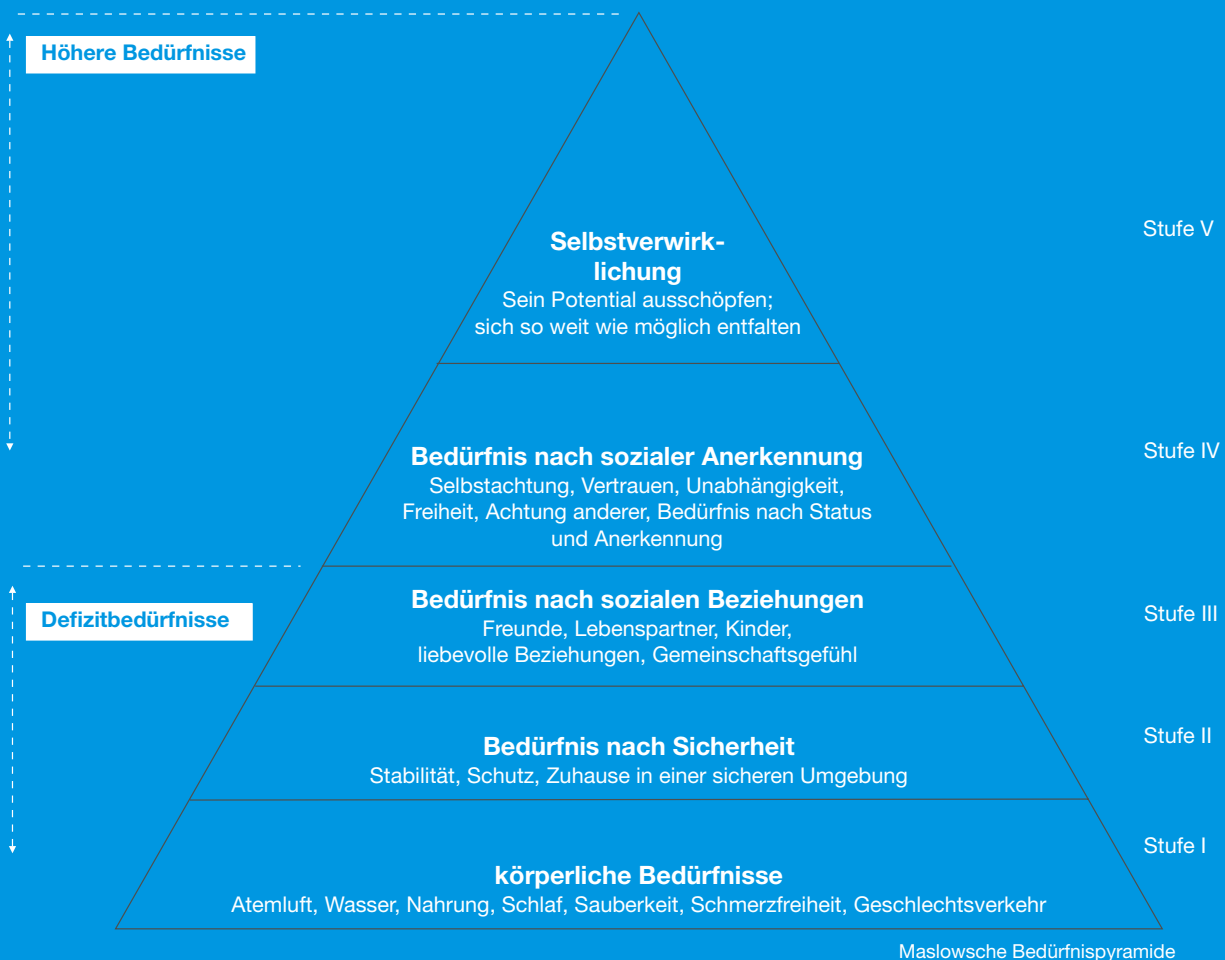 Höhere Bedürfnisse
Stufe V
Selbstverwirk-
lichung
Sein Potential ausschöpfen;
sich so weit wie möglich entfalten
Stufe IV
Bedürfnis nach sozialer Anerkennung
Selbstachtung, Vertrauen, Unabhängigkeit,
Freiheit, Achtung anderer, Bedürfnis nach Status
und Anerkennung
Defizitbedürfnisse
Stufe III
Bedürfnis nach sozialen Beziehungen
Freunde, Lebenspartner, Kinder,
liebevolle Beziehungen, Gemeinschaftsgefühl
Stufe II
Bedürfnis nach Sicherheit
Stabilität, Schutz, Zuhause in einer sicheren Umgebung
Stufe I
körperliche Bedürfnisse
Atemluft, Wasser, Nahrung, Schlaf, Sauberkeit, Schmerzfreiheit, Geschlechtsverkehr
Maslowsche Bedürfnispyramide